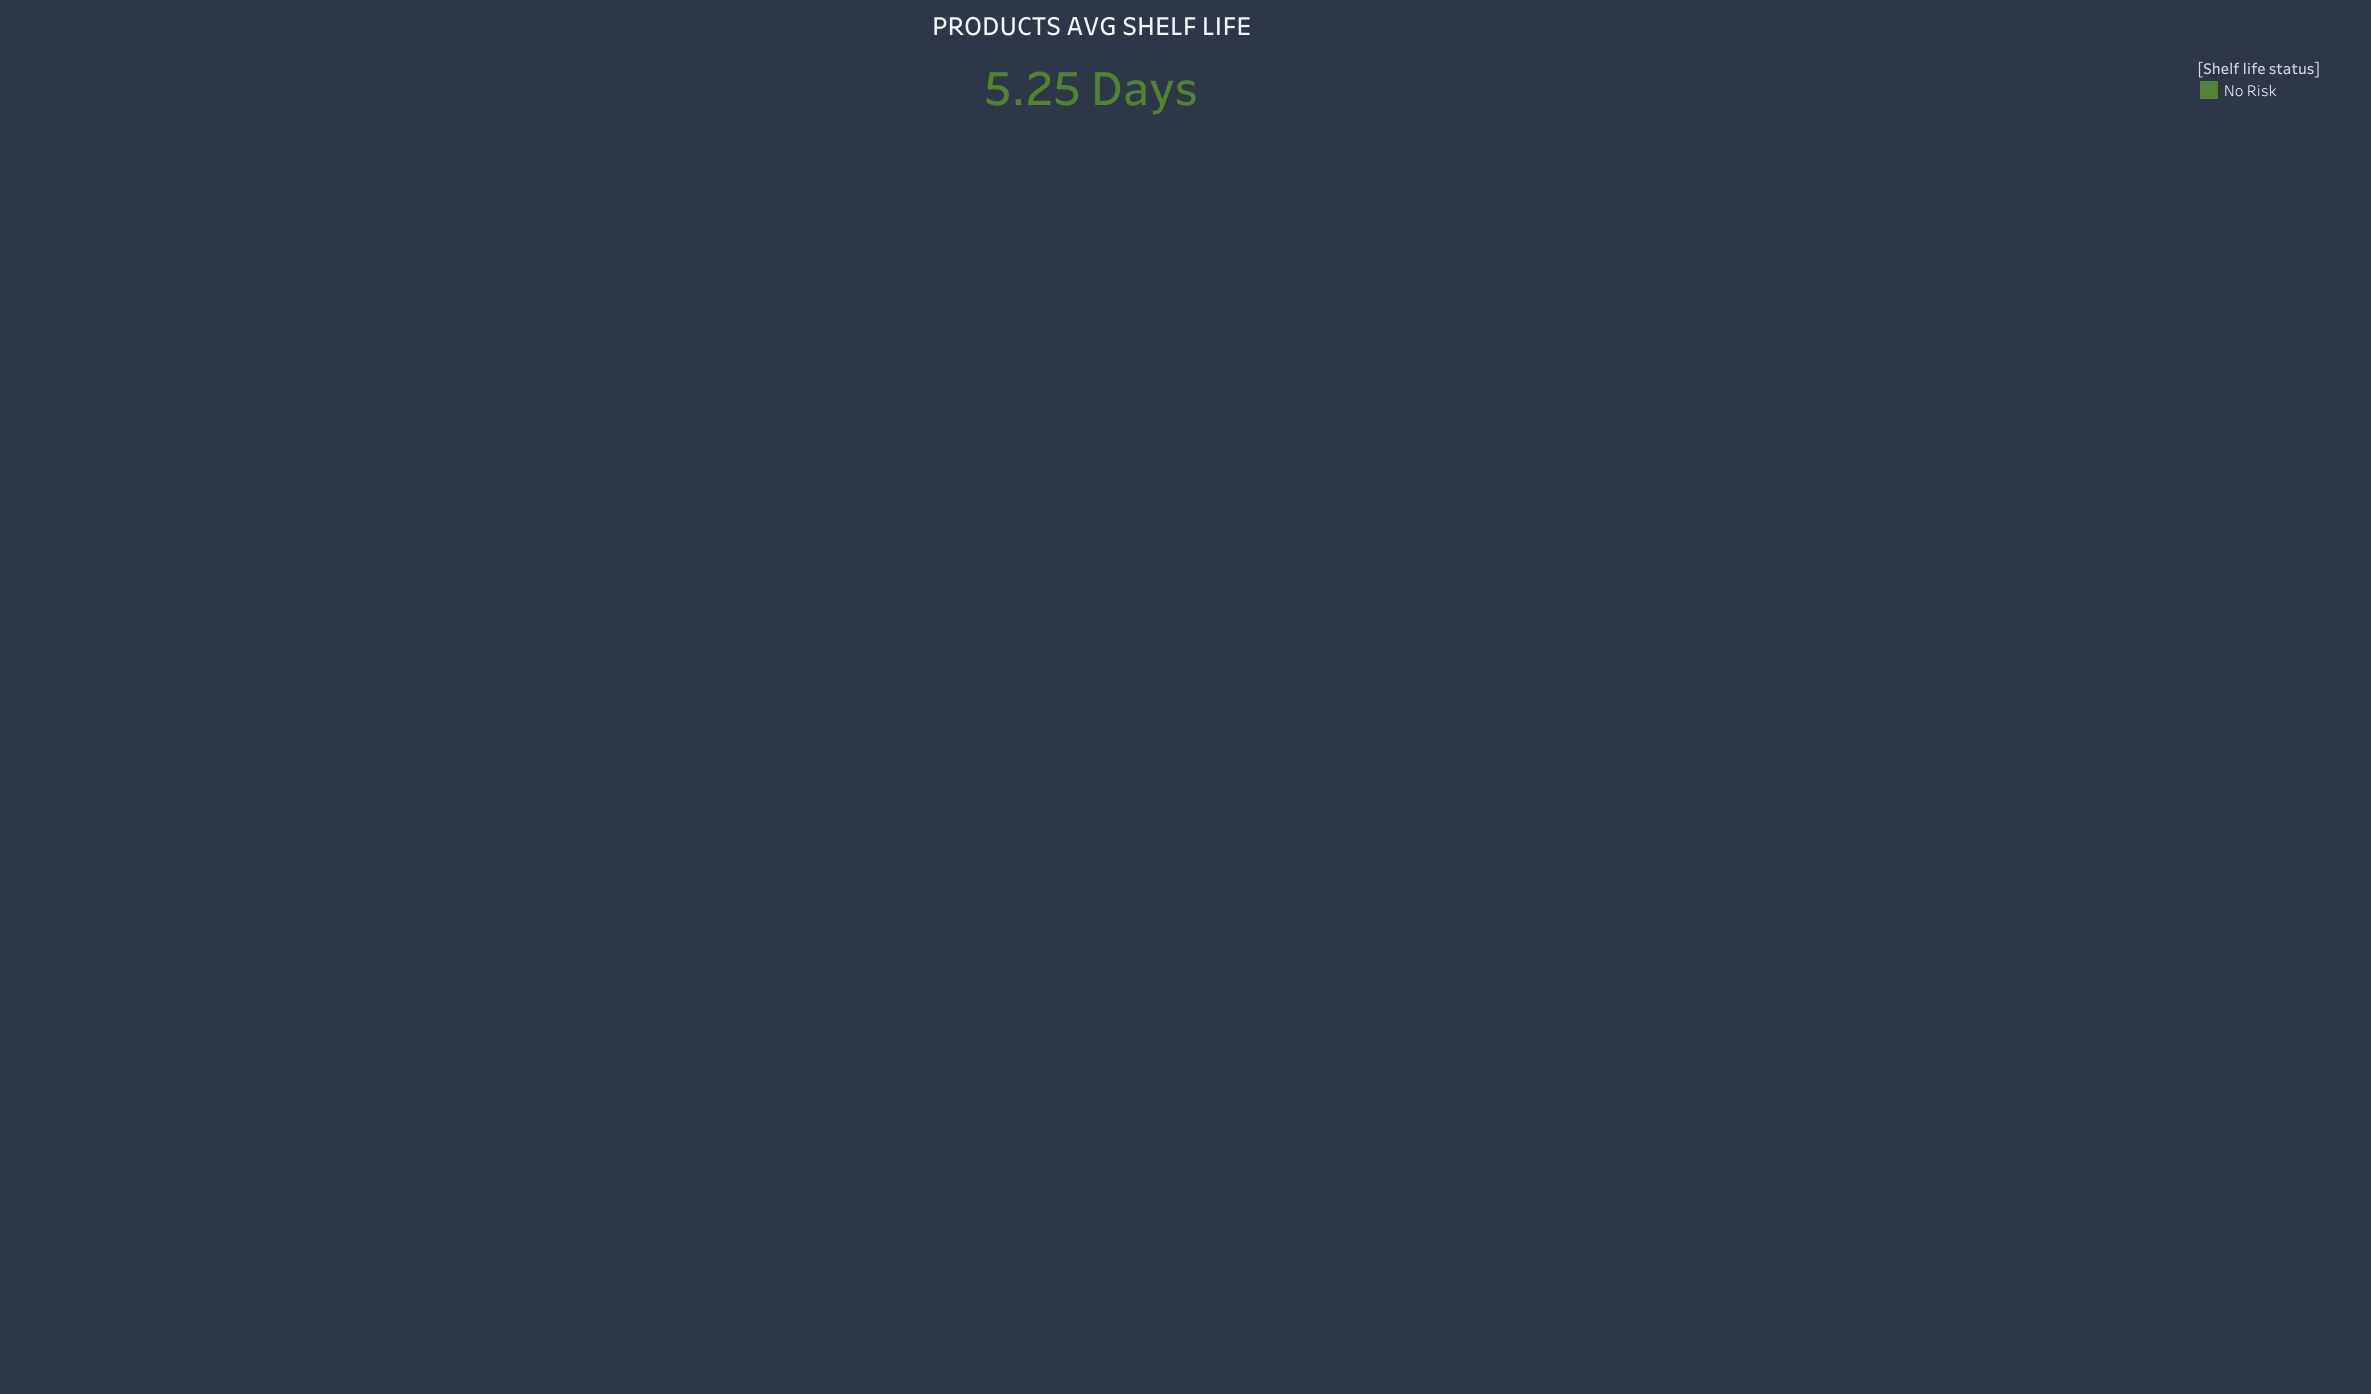 PRODUCTS AVG SHELF LIFE
5.25 Days
[Shelf life status]
No Risk